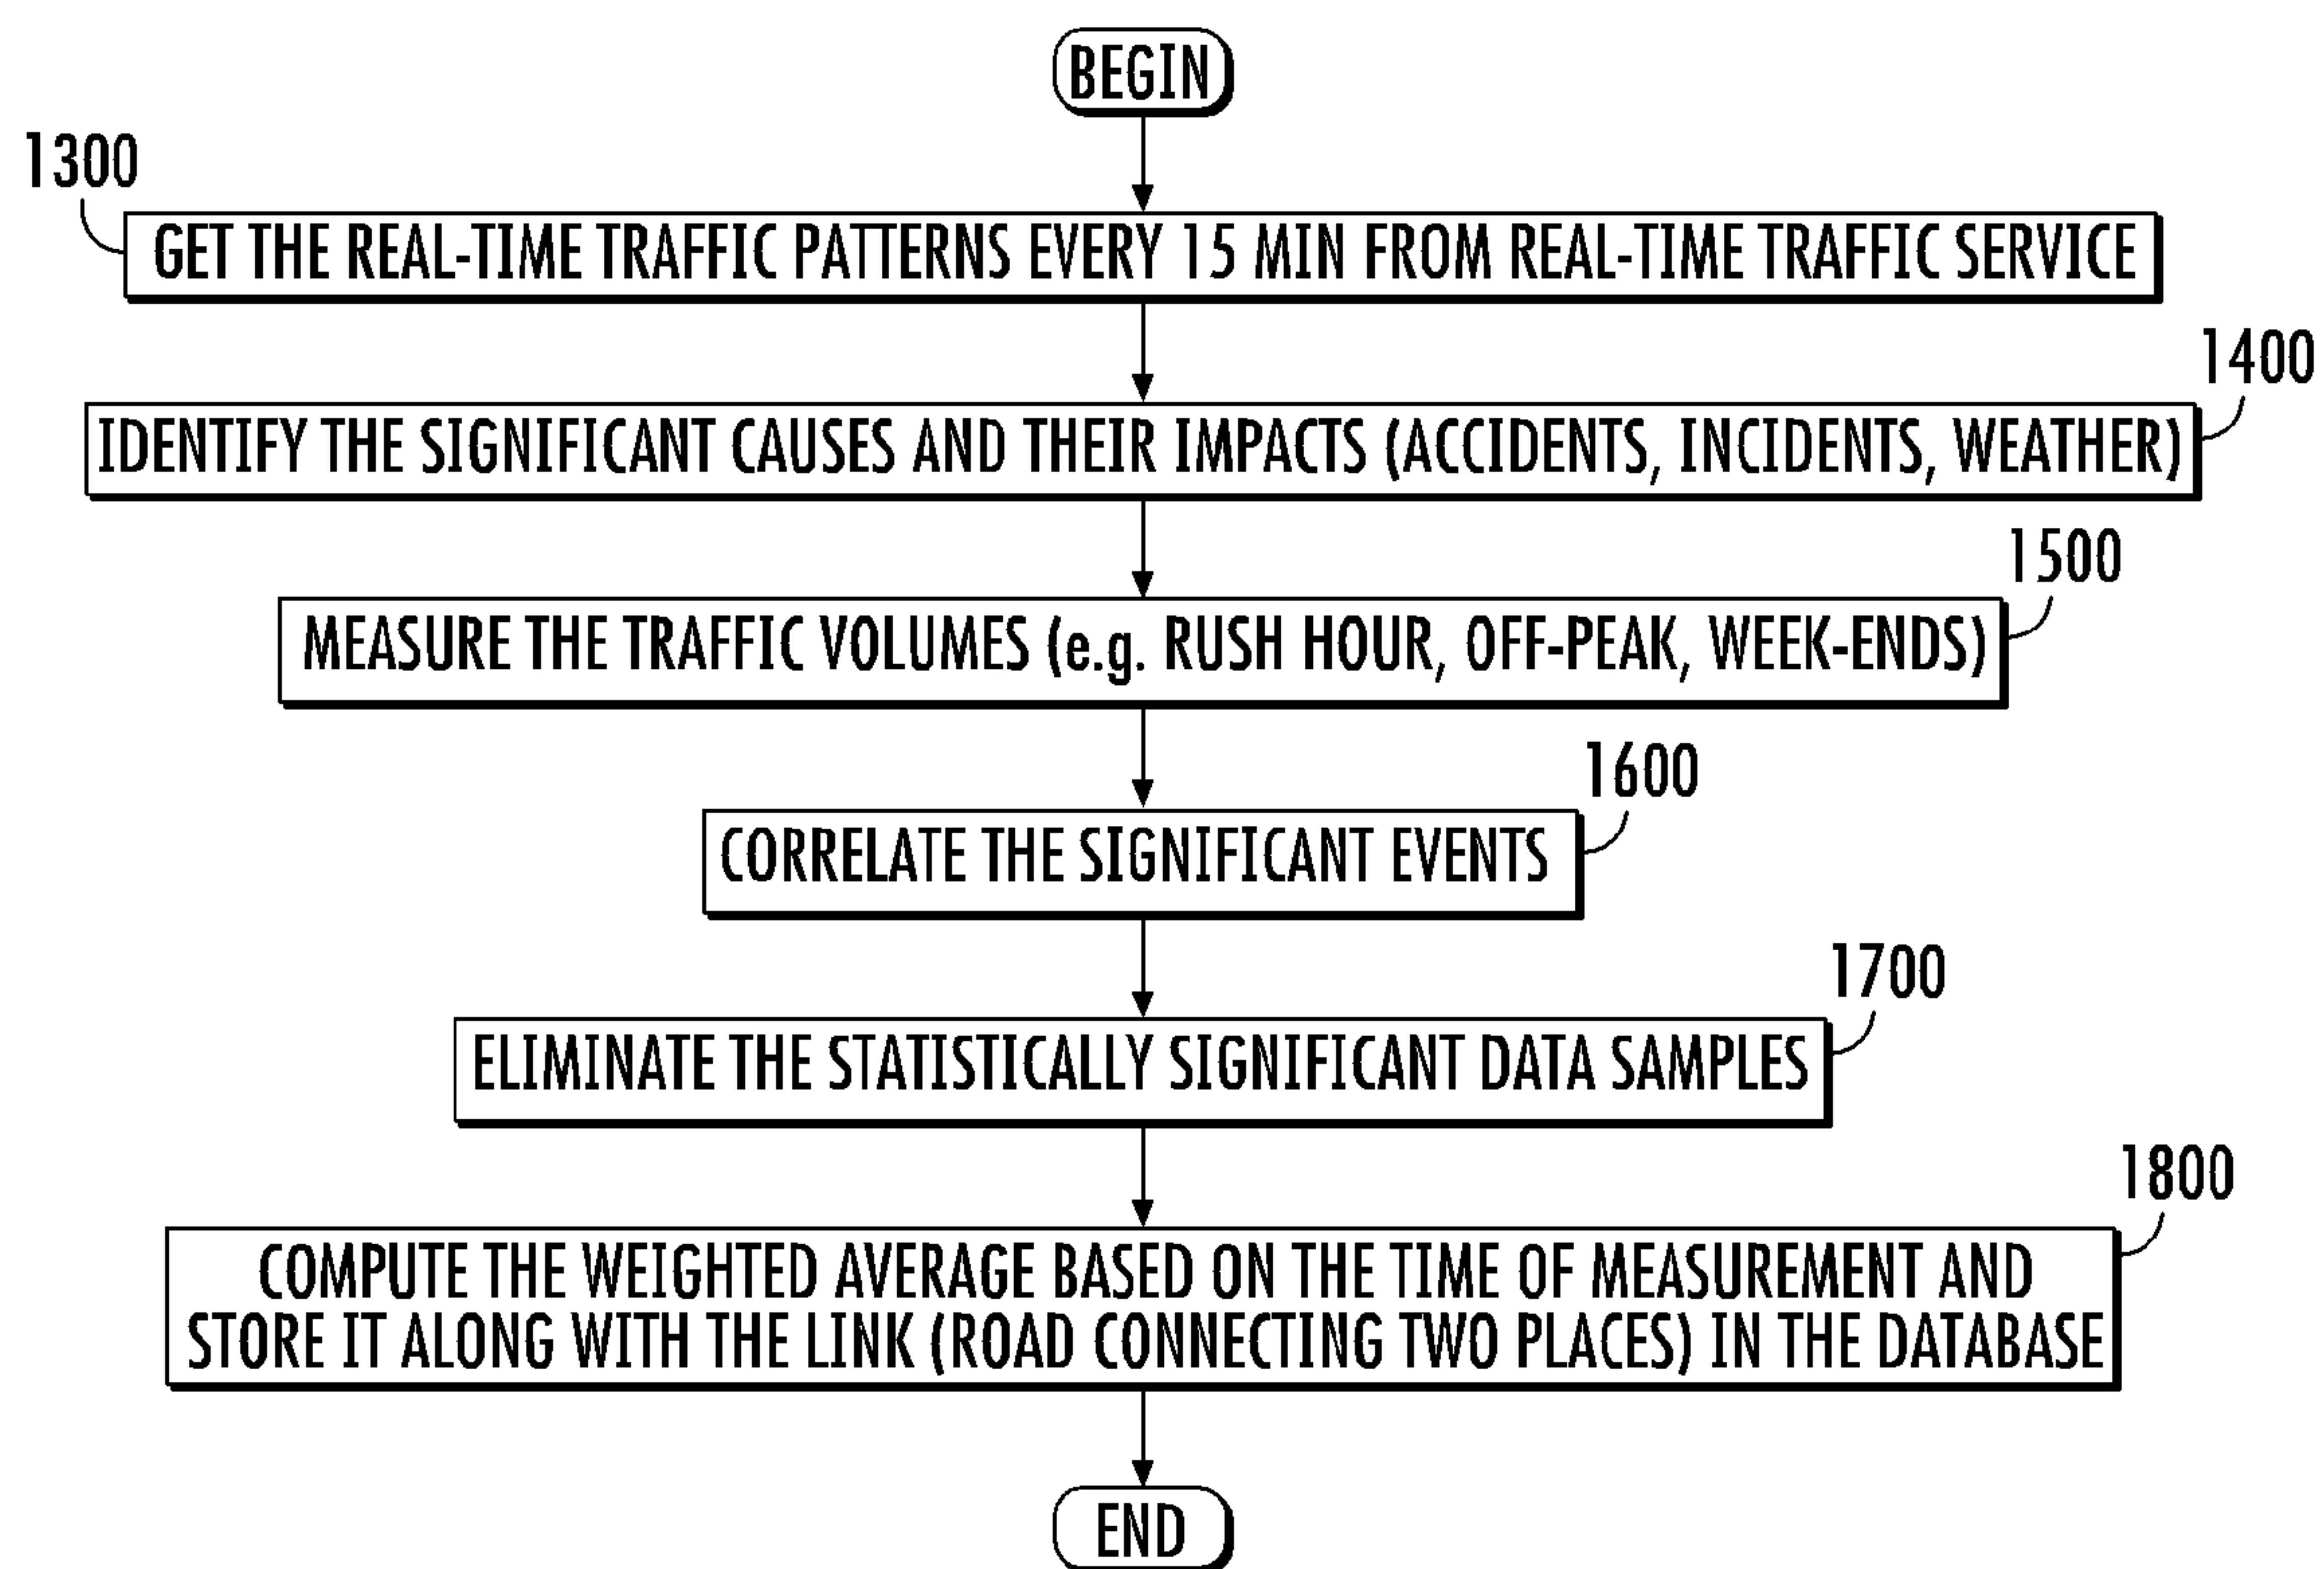 BEGIN
1300
GET THE REAL-TIME TRAFFIC PATTERNS EVERY 15 MIN FROM REAL-TIME TRAFFIC SERVICE
1400
IDENTIFY THE SIGNIFICANT CAUSES AND THEIR IMPACTS (ACCIDENTS, INCIDENTS, WEATHER)
1500
MEASURE THE TRAFFIC VOLUMES (e.g. RUSH HOUR, OFF-PEAK, WEEK-ENDS)
1600
CORRELATE THE SIGNIFICANT EVENTS
1700
ELIMINATE THE STATISTICALLY SIGNIFICANT DATA SAMPLES
1800
COMPUTE THE WEIGHTED AVERAGE BASED ON THE TIME OF MEASUREMENT AND
STORE IT ALONG WITH THE LINK (ROAD CONNECTING TWO PLACES) IN THE DATABASE
END